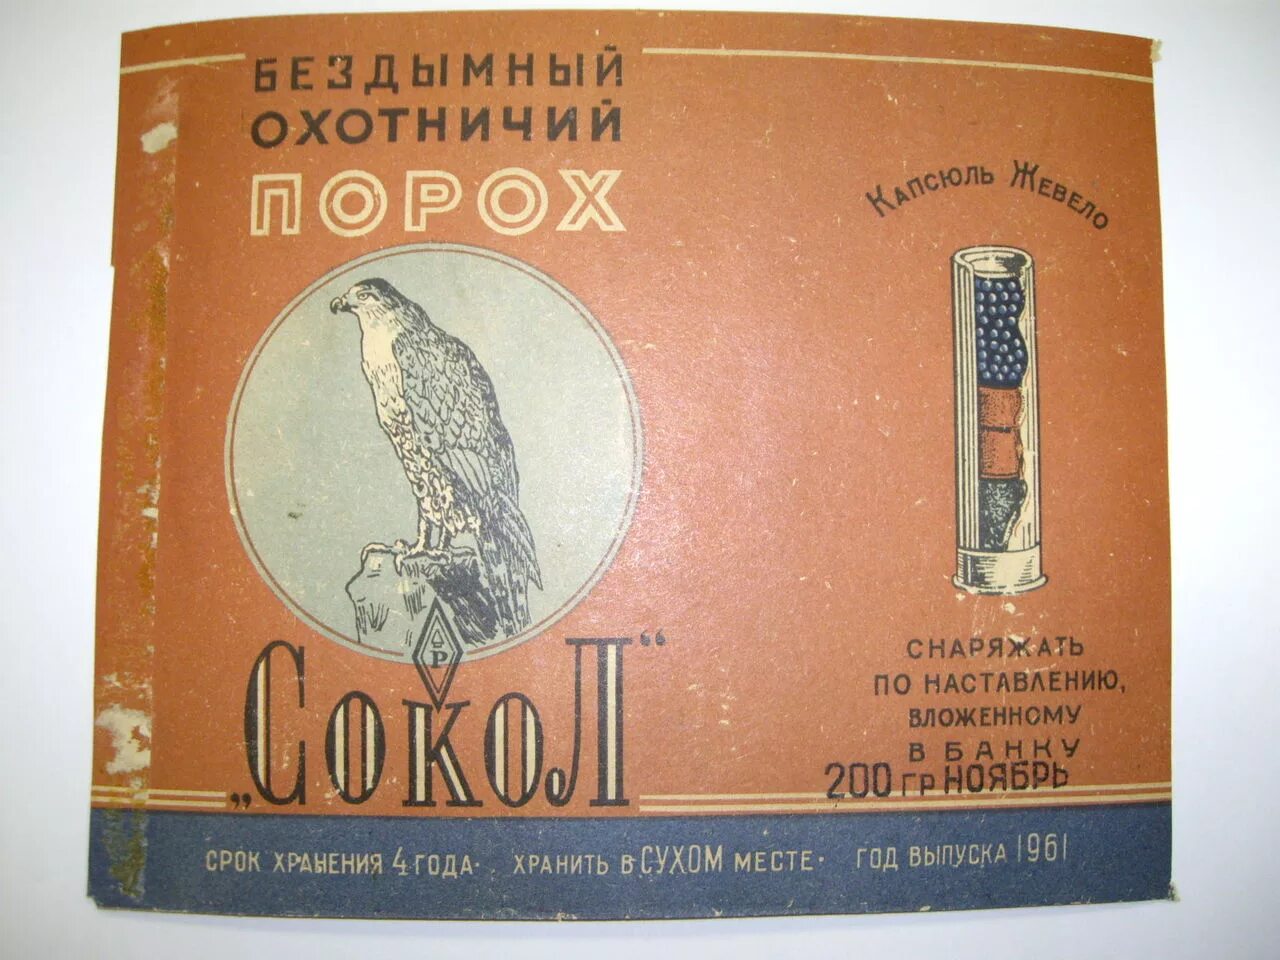 БЕЗДЫМНЫЙ
ОХОТНИЧИЙ
ПОРОХ
Р
„СОКОЛ“
КАПСЮЛЬ ЖЕВЕЛО
СНАРЯЖАТЬ
ПО НАСТАВЛЕНИЮ,
ВЛОЖЕННОМУ
В БАНКУ
200 ГР НОЯБРЬ
СРОК ХРАНЕНИЯ 4 ГОДА · ХРАНИТЬ В СУХОМ МЕСТЕ · ГОД ВЫПУСКА 1961